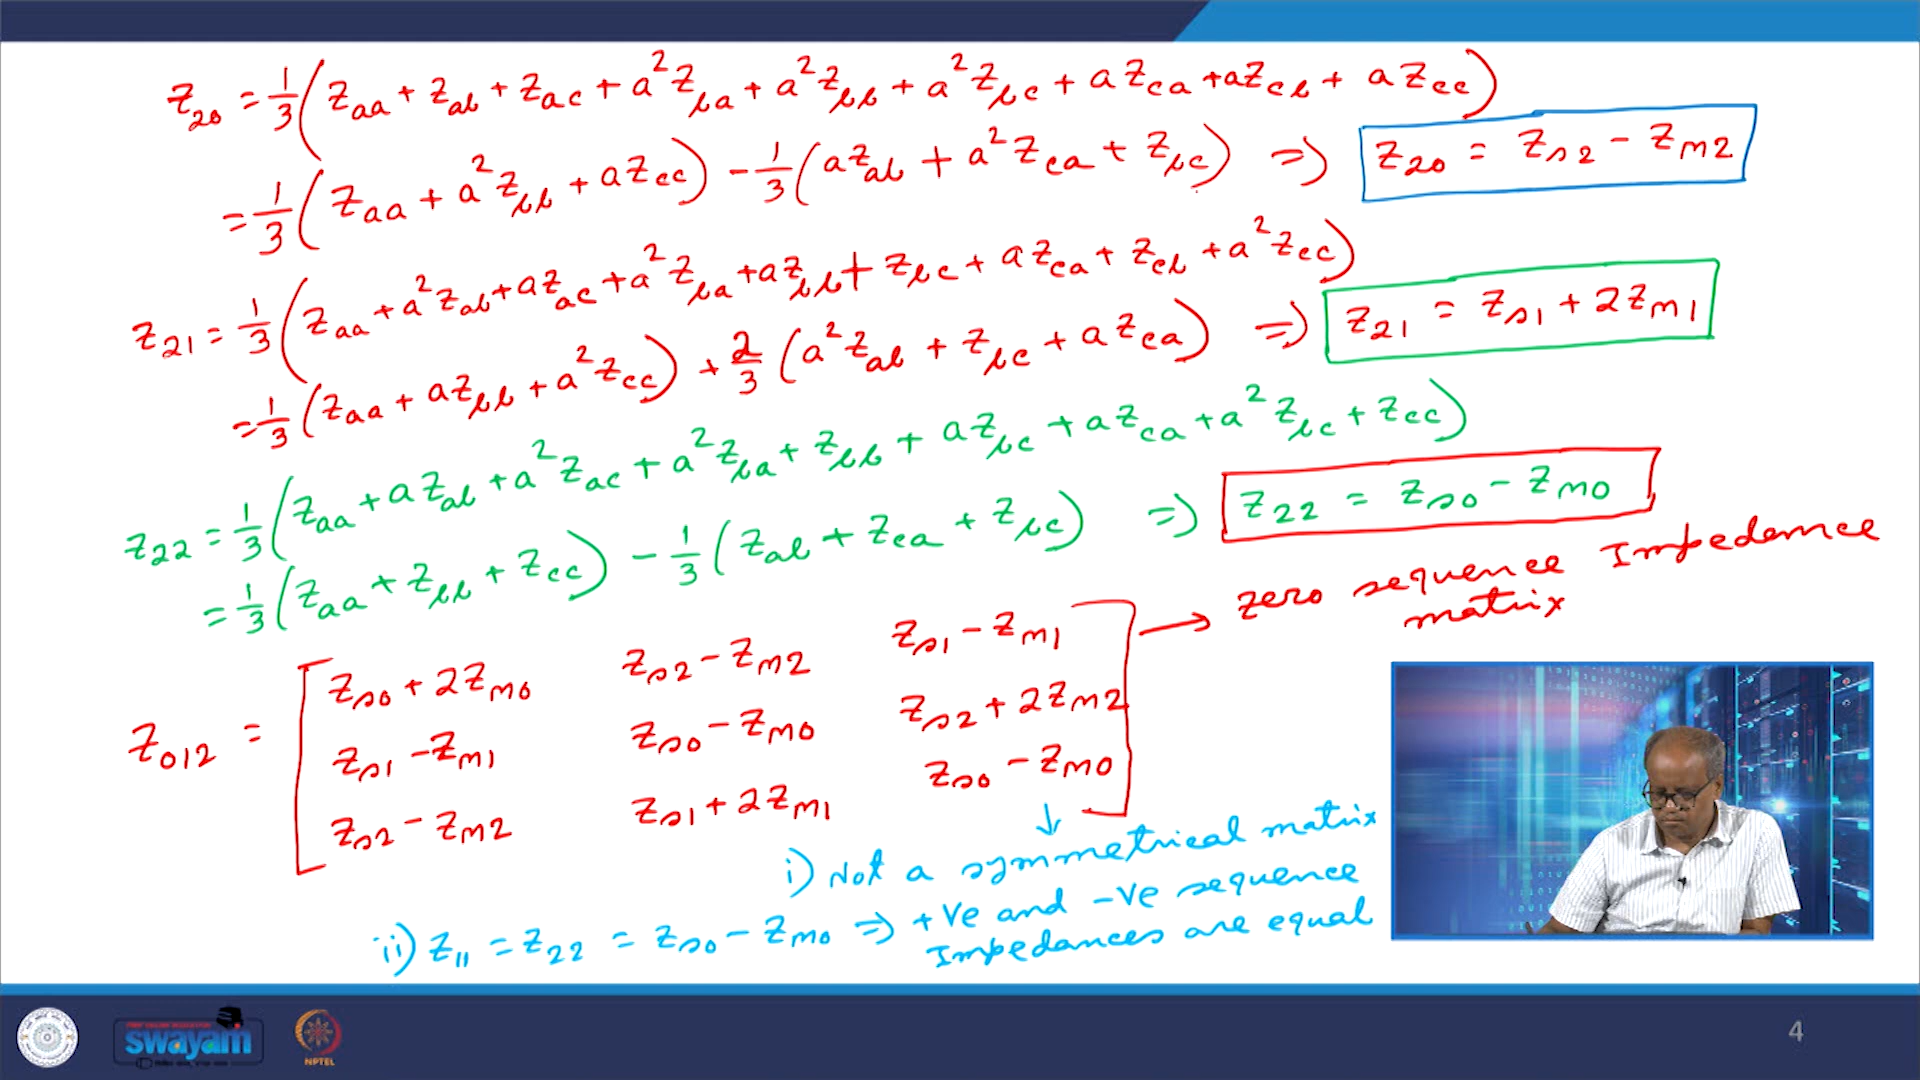 Z₂₀ = 1/3 (Zaa + Zab + Zac + a²Zba + a²Zbb + a²Zbc + aZca + aZcb + aZcc)
= 1/3 (Zaa + a²Zbb + aZcc) - 1/3 (aZab + a²Zca + Zbc) => Z₂₀ = Zs2 - Zm2
Z₂₁ = 1/3 (Zaa + a²Zab + aZac + a²Zba + aZbb + Zbc + aZca + Zcb + a²Zcc)
= 1/3 (Zaa + aZbb + a²Zcc) + 2/3 (a²Zab + Zbc + aZca) => Z₂₁ = Zs1 + 2Zm1
Z₂₂ = 1/3 (Zaa + aZab + a²Zac + a²Zba + Zbb + aZbc + aZca + a²Zbc + Zcc)
= 1/3 (Zaa + Zbb + Zcc) - 1/3 (Zab + Zca + Zbc) => Z₂₂ = Zs0 - Zm0
Z₀₁₂ = [ Zs0 + 2Zm0 Zs2 - Zm2 Zs1 - Zm1
Zs1 - Zm1 Zs0 - Zm0 Zs2 + 2Zm2
Zs2 - Zm2 Zs1 + 2Zm1 Zs0 - Zm0 ]
→ zero sequence Impedance
matrix
↓
i) Not a symmetrical matrix
ii) Z₁₁ = Z₂₂ = Zs0 - Zm0 => +ve and -ve sequence
Impedances are equal
swayam
NPTEL
4